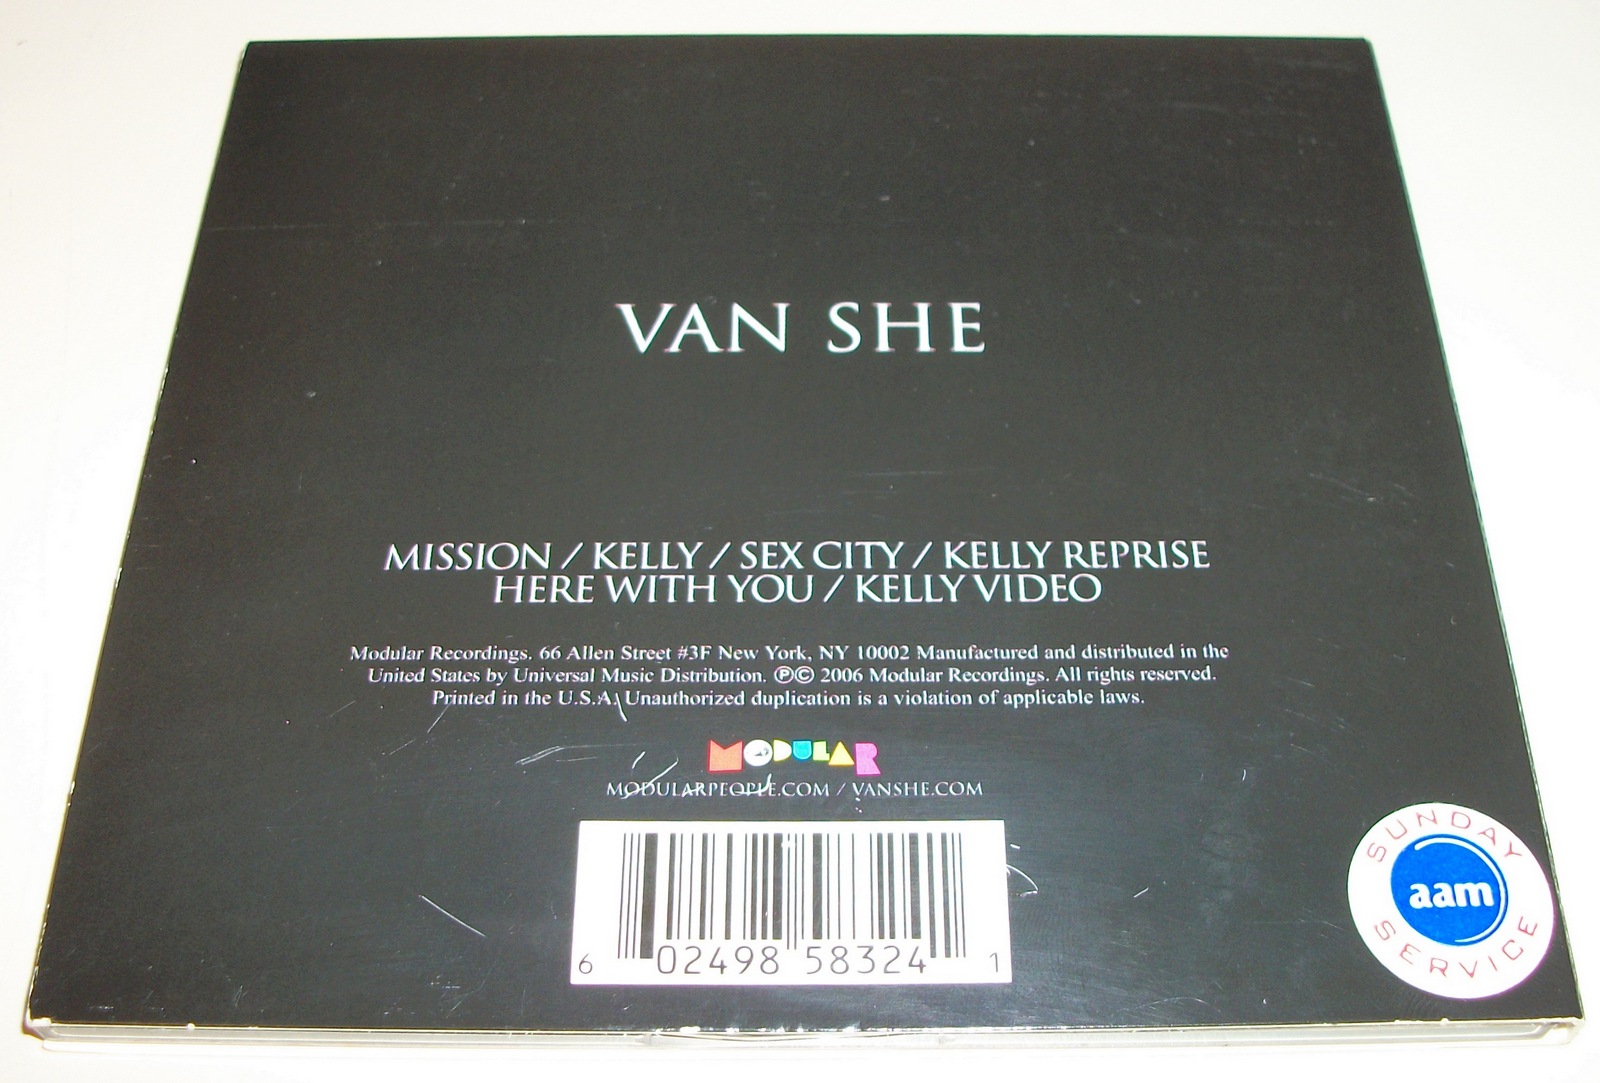 VAN SHE
MISSION / KELLY / SEX CITY / KELLY REPRISE
HERE WITH YOU / KELLY VIDEO
Modular Recordings. 66 Allen Street #3F New York, NY 10002 Manufactured and distributed in the
United States by Universal Music Distribution. ℗© 2006 Modular Recordings. All rights reserved.
Printed in the U.S.A. Unauthorized duplication is a violation of applicable laws.
MODULAR
MODULARPEOPLE.COM / VANSHE.COM
6 02498 58324 1
SUNDAY
aam
SERVICE